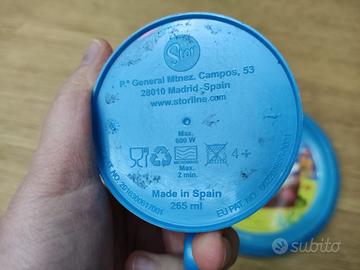 Stor
P.º General Mtnez. Campos, 53
28010 Madrid-Spain
www.storline.com
Max.
600 W
Max.
2 min.
4+
Made in Spain
265 ml
subito